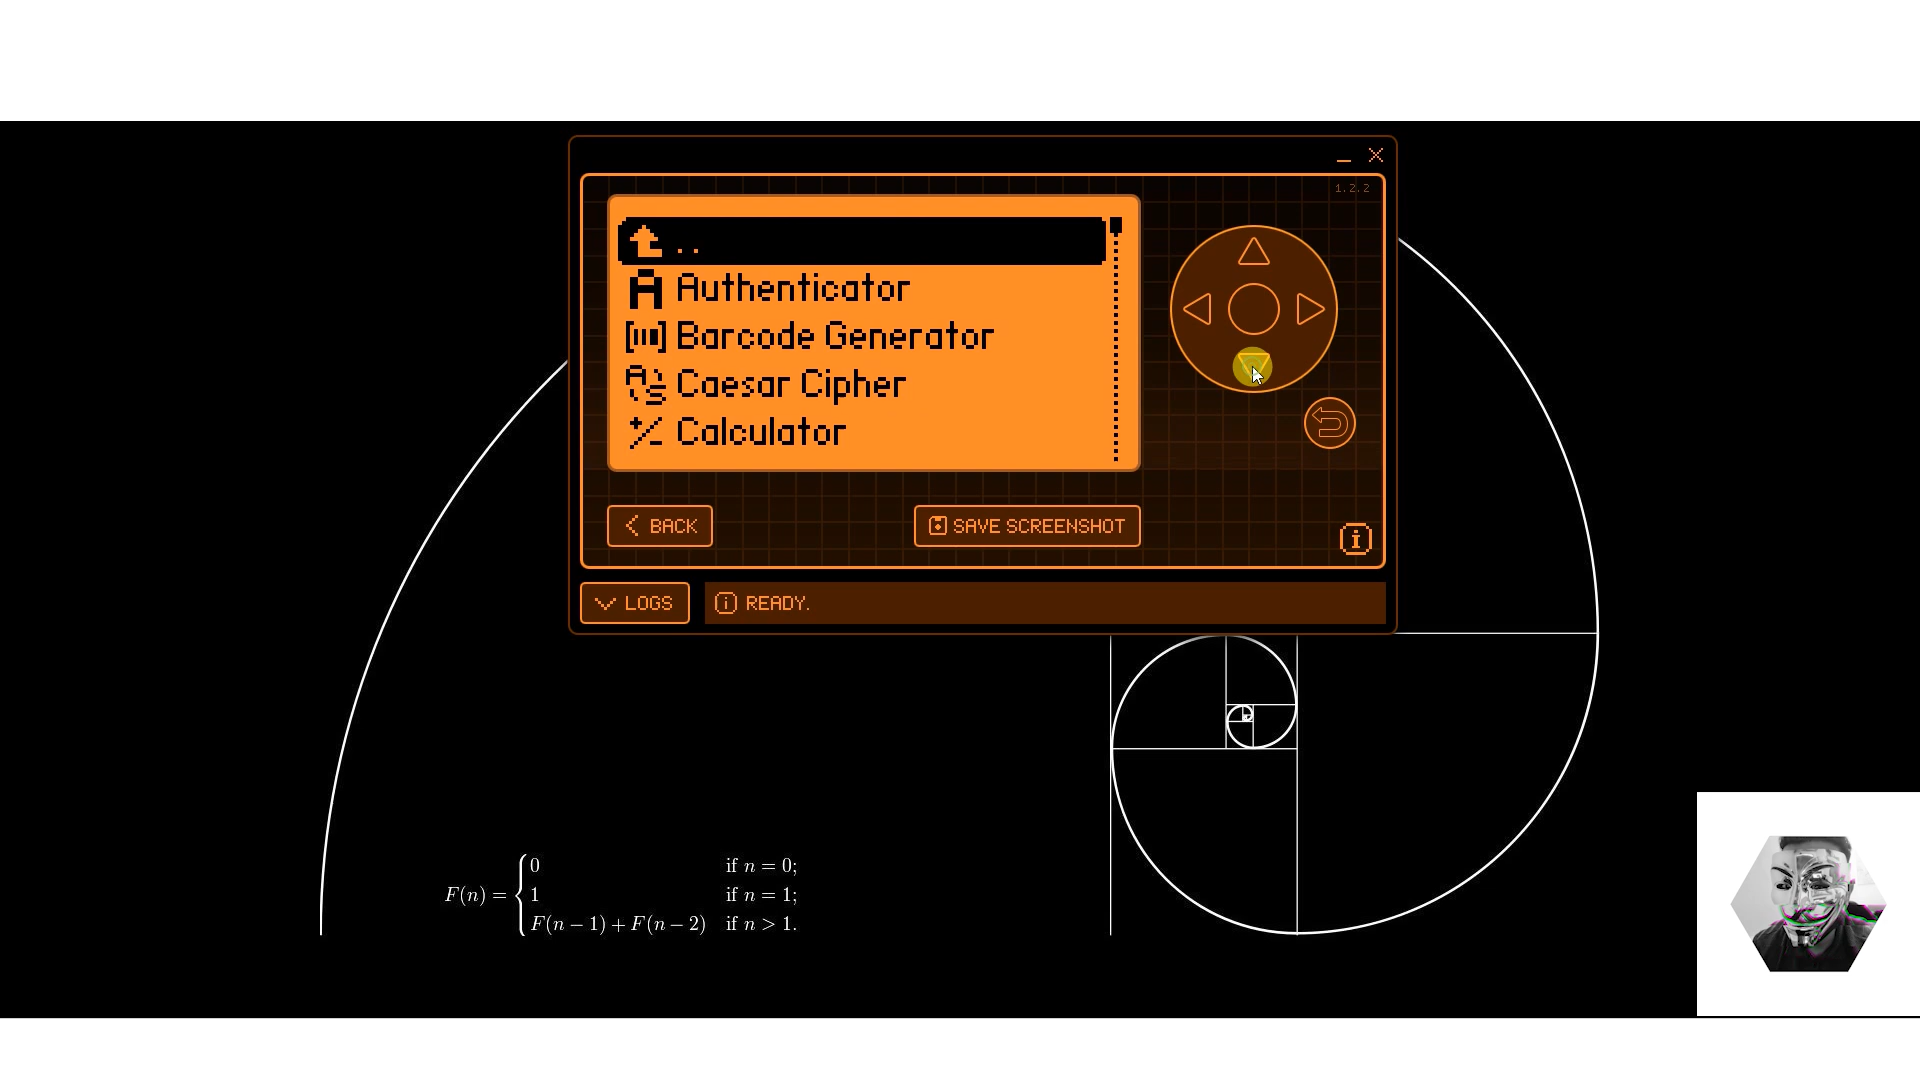 1.2.2
..
Authenticator
Barcode Generator
Caesar Cipher
Calculator
BACK
SAVE SCREENSHOT
LOGS
READY.
F(n) = { 0 if n = 0;
1 if n = 1;
F(n − 1) + F(n − 2) if n > 1.